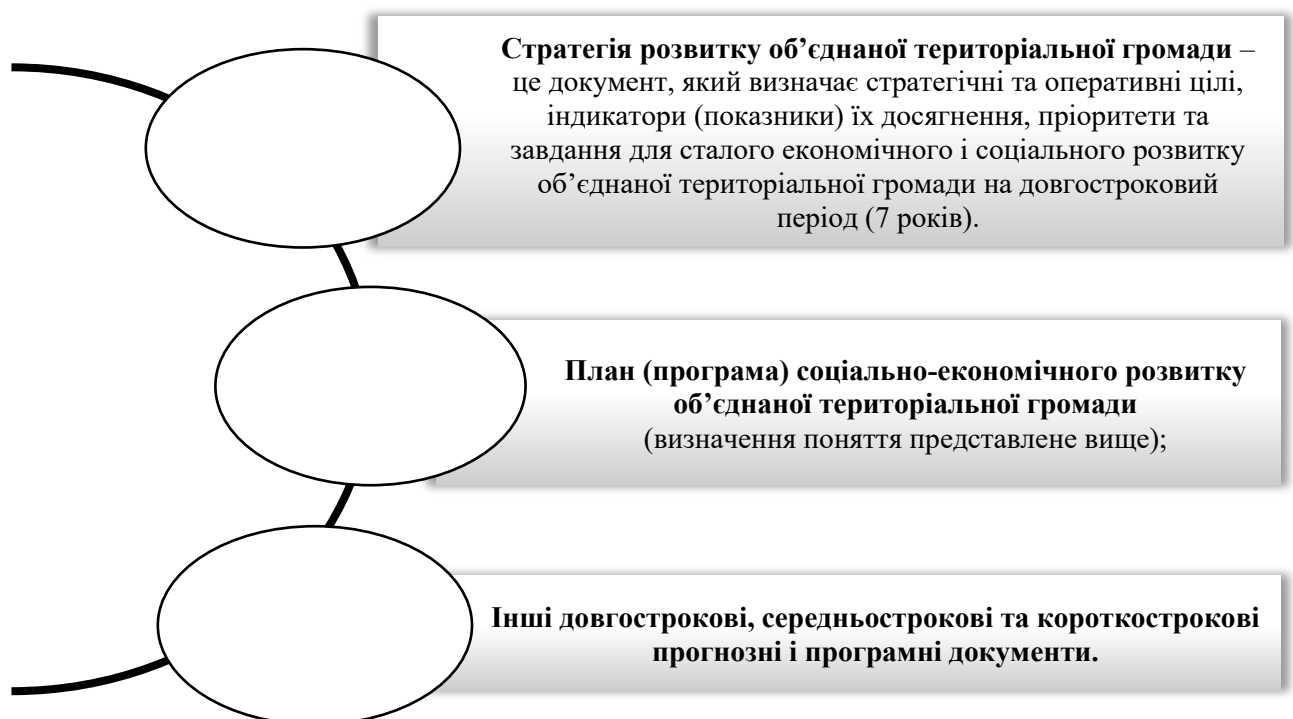 Стратегія розвитку об’єднаної територіальної громади –
це документ, який визначає стратегічні та оперативні цілі,
індикатори (показники) їх досягнення, пріоритети та
завдання для сталого економічного і соціального розвитку
об’єднаної територіальної громади на довгостроковий
період (7 років).
План (програма) соціально-економічного розвитку
об’єднаної територіальної громади
(визначення поняття представлене вище);
Інші довгострокові, середньострокові та короткострокові
прогнозні і програмні документи.